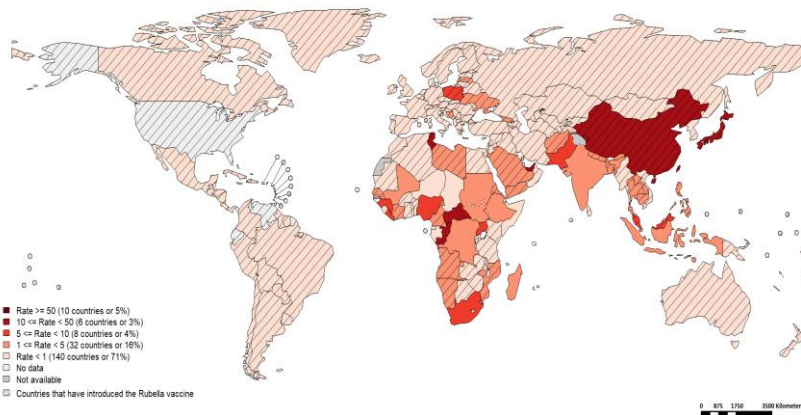 Rate >= 50 (10 countries or 5%)
10 <= Rate < 50 (6 countries or 3%)
5 <= Rate < 10 (8 countries or 4%)
1 <= Rate < 5 (32 countries or 16%)
Rate < 1 (140 countries or 71%)
No data
Not available
Countries that have introduced the Rubella vaccine
0 875 1750 3500 Kilometer